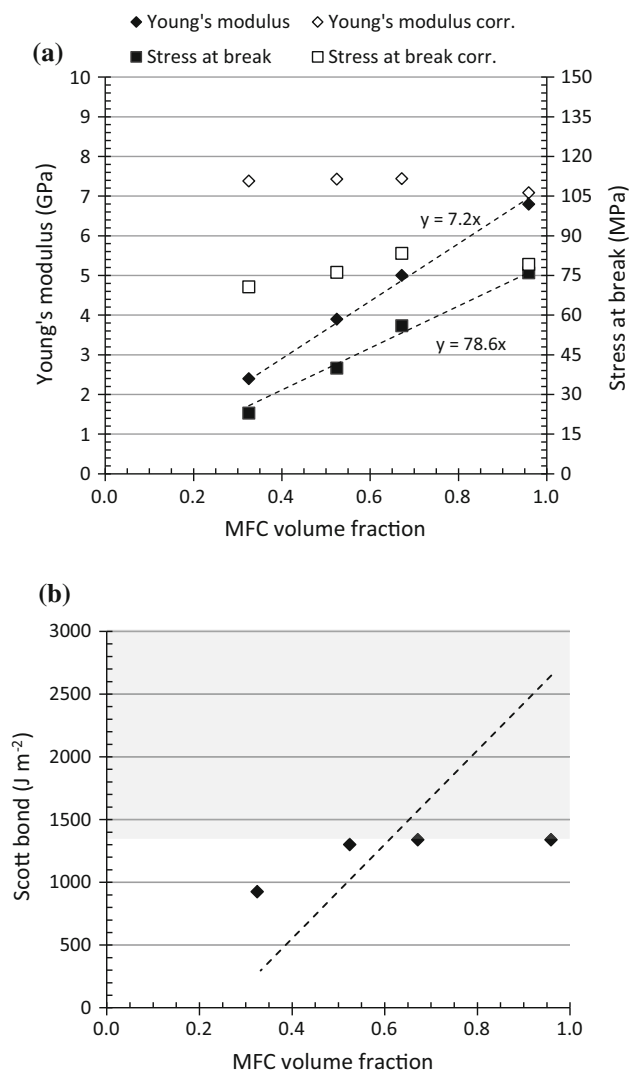 Young's modulus Young's modulus corr.
(a) Stress at break Stress at break corr.
10 150
9 135
8 120
7 105
6 90
5 75
4 60
3 45
2 30
1 15
0 0
y = 7.2x
y = 78.6x
Young's modulus (GPa)
Stress at break (MPa)
0.0 0.2 0.4 0.6 0.8 1.0
MFC volume fraction
(b)
3000
2500
2000
1500
1000
500
0
Scott bond (J m-2)
0.0 0.2 0.4 0.6 0.8 1.0
MFC volume fraction